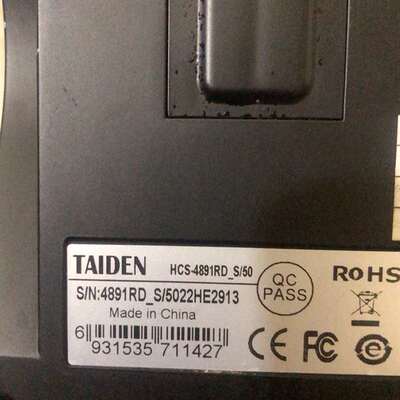 TAIDEN HCS-4891RD_S/50
S/N:4891RD_S/5022HE2913
Made in China
6 931535 711427
QC
PASS
RoHS
CE FC